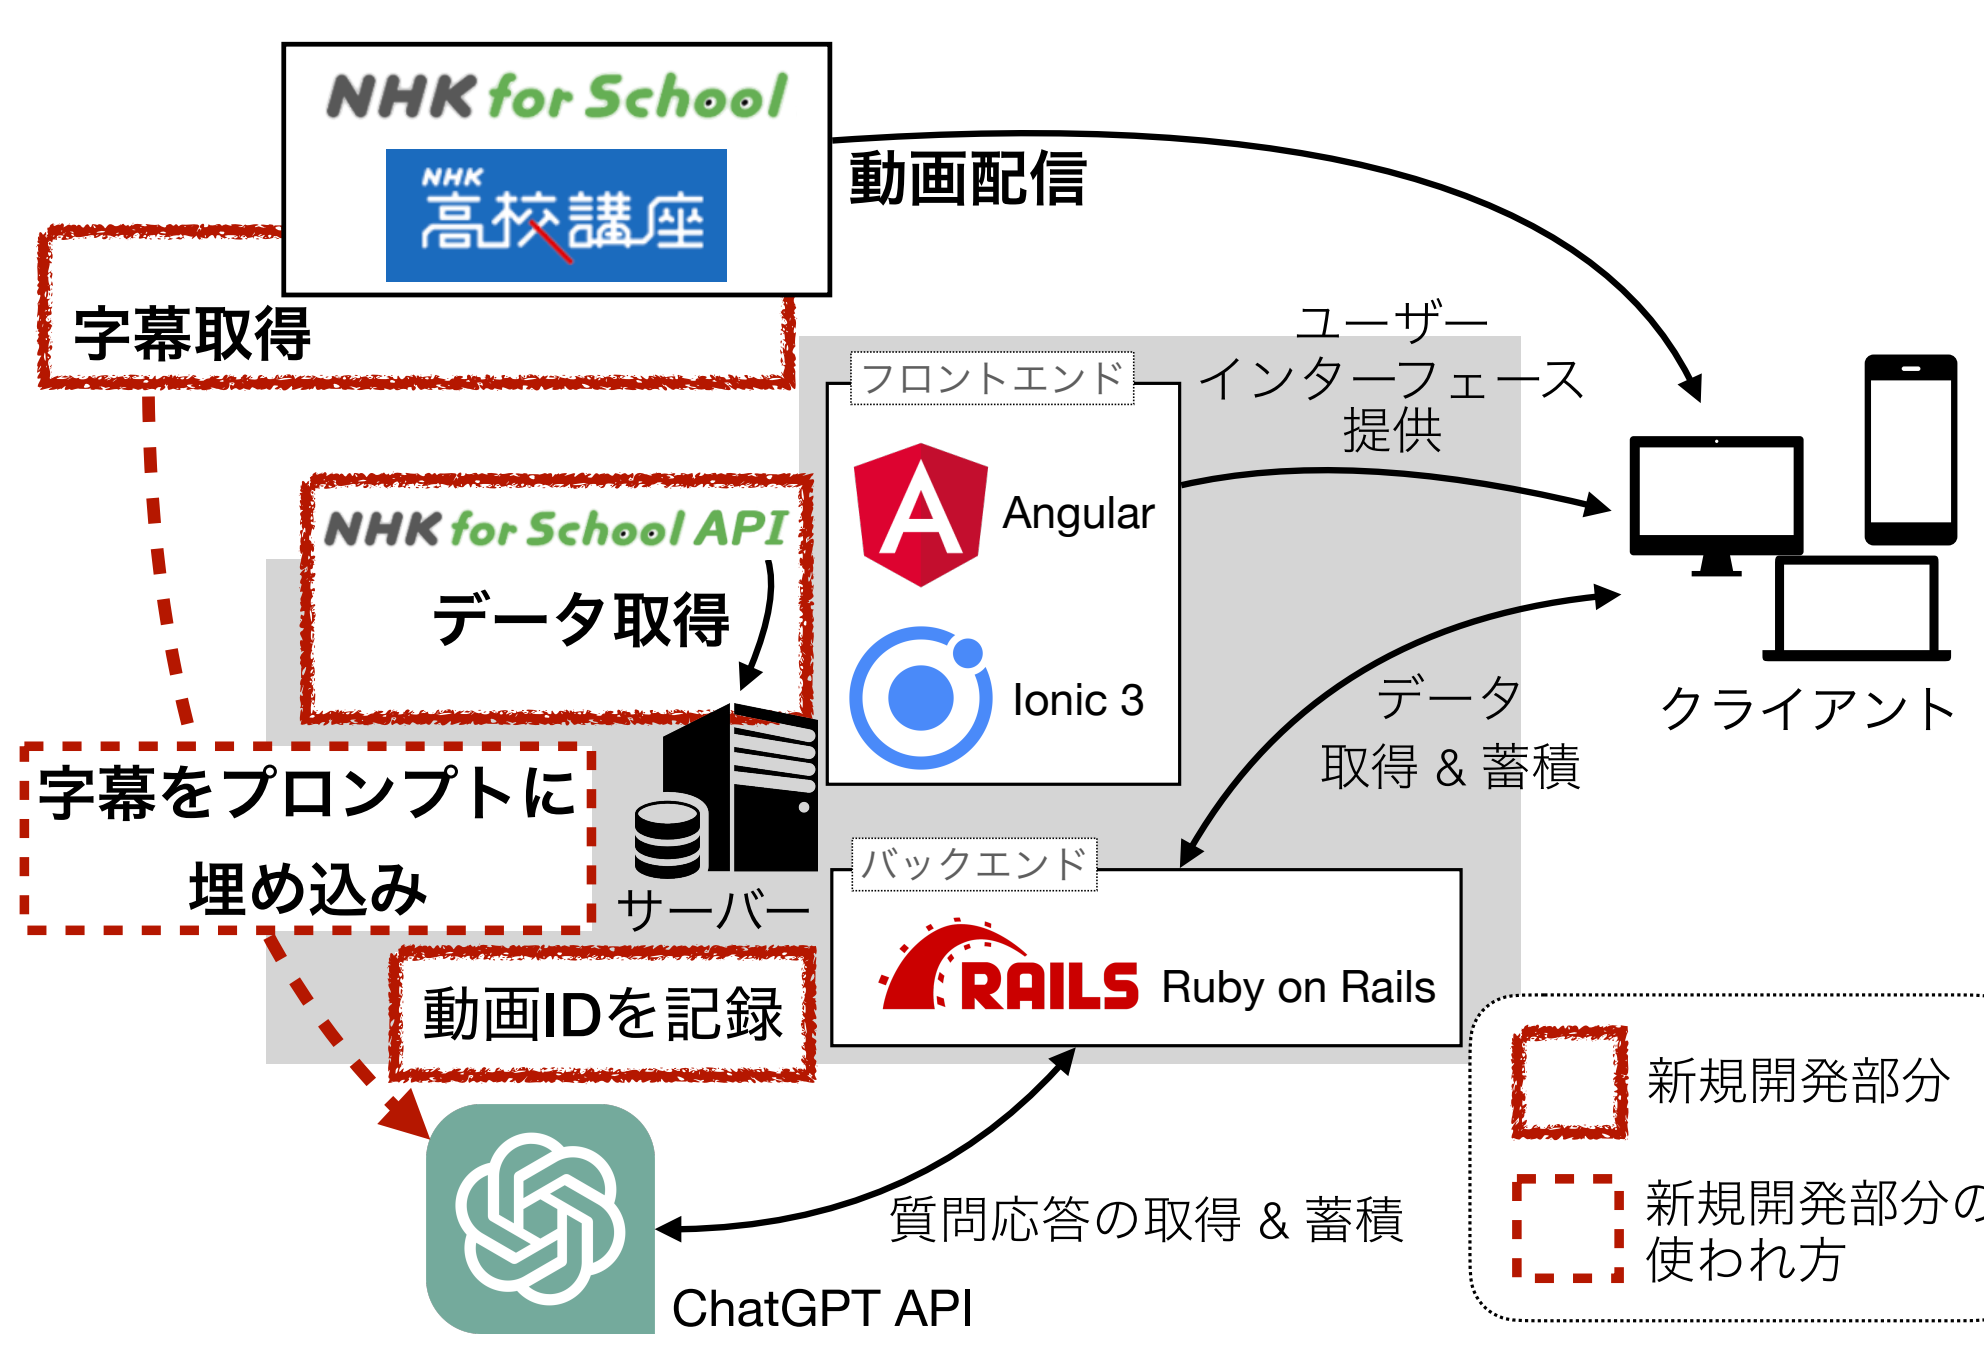 NHK for School
NHK
高校講座
動画配信
字幕取得
ユーザー
インターフェース
提供
フロントエンド
Angular
NHK for School API
データ取得
Ionic 3
クライアント
データ
取得 & 蓄積
字幕をプロンプトに
埋め込み
サーバー
バックエンド
RAILS
Ruby on Rails
動画IDを記録
新規開発部分
新規開発部分の
使われ方
質問応答の取得 & 蓄積
ChatGPT API